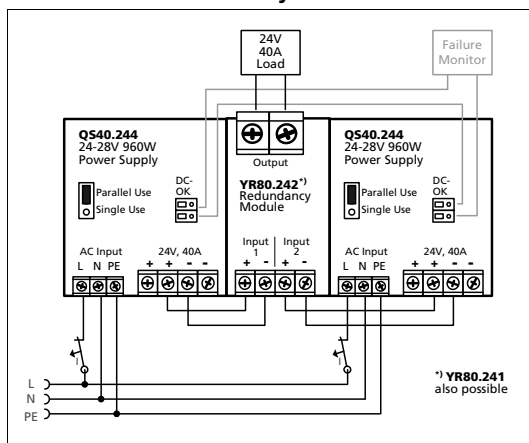 24V
40A
Load
Failure
Monitor
QS40.244
24-28V 960W
Power Supply
Parallel Use
Single Use
DC-
OK
AC Input
L N PE
24V, 40A
+ + - -
Output
YR80.242*)
Redundancy
Module
Input
1
Input
2
+ - + -
QS40.244
24-28V 960W
Power Supply
Parallel Use
Single Use
DC-
OK
AC Input
L N PE
24V, 40A
+ + - -
I
I
L
N
PE
*) YR80.241
also possible